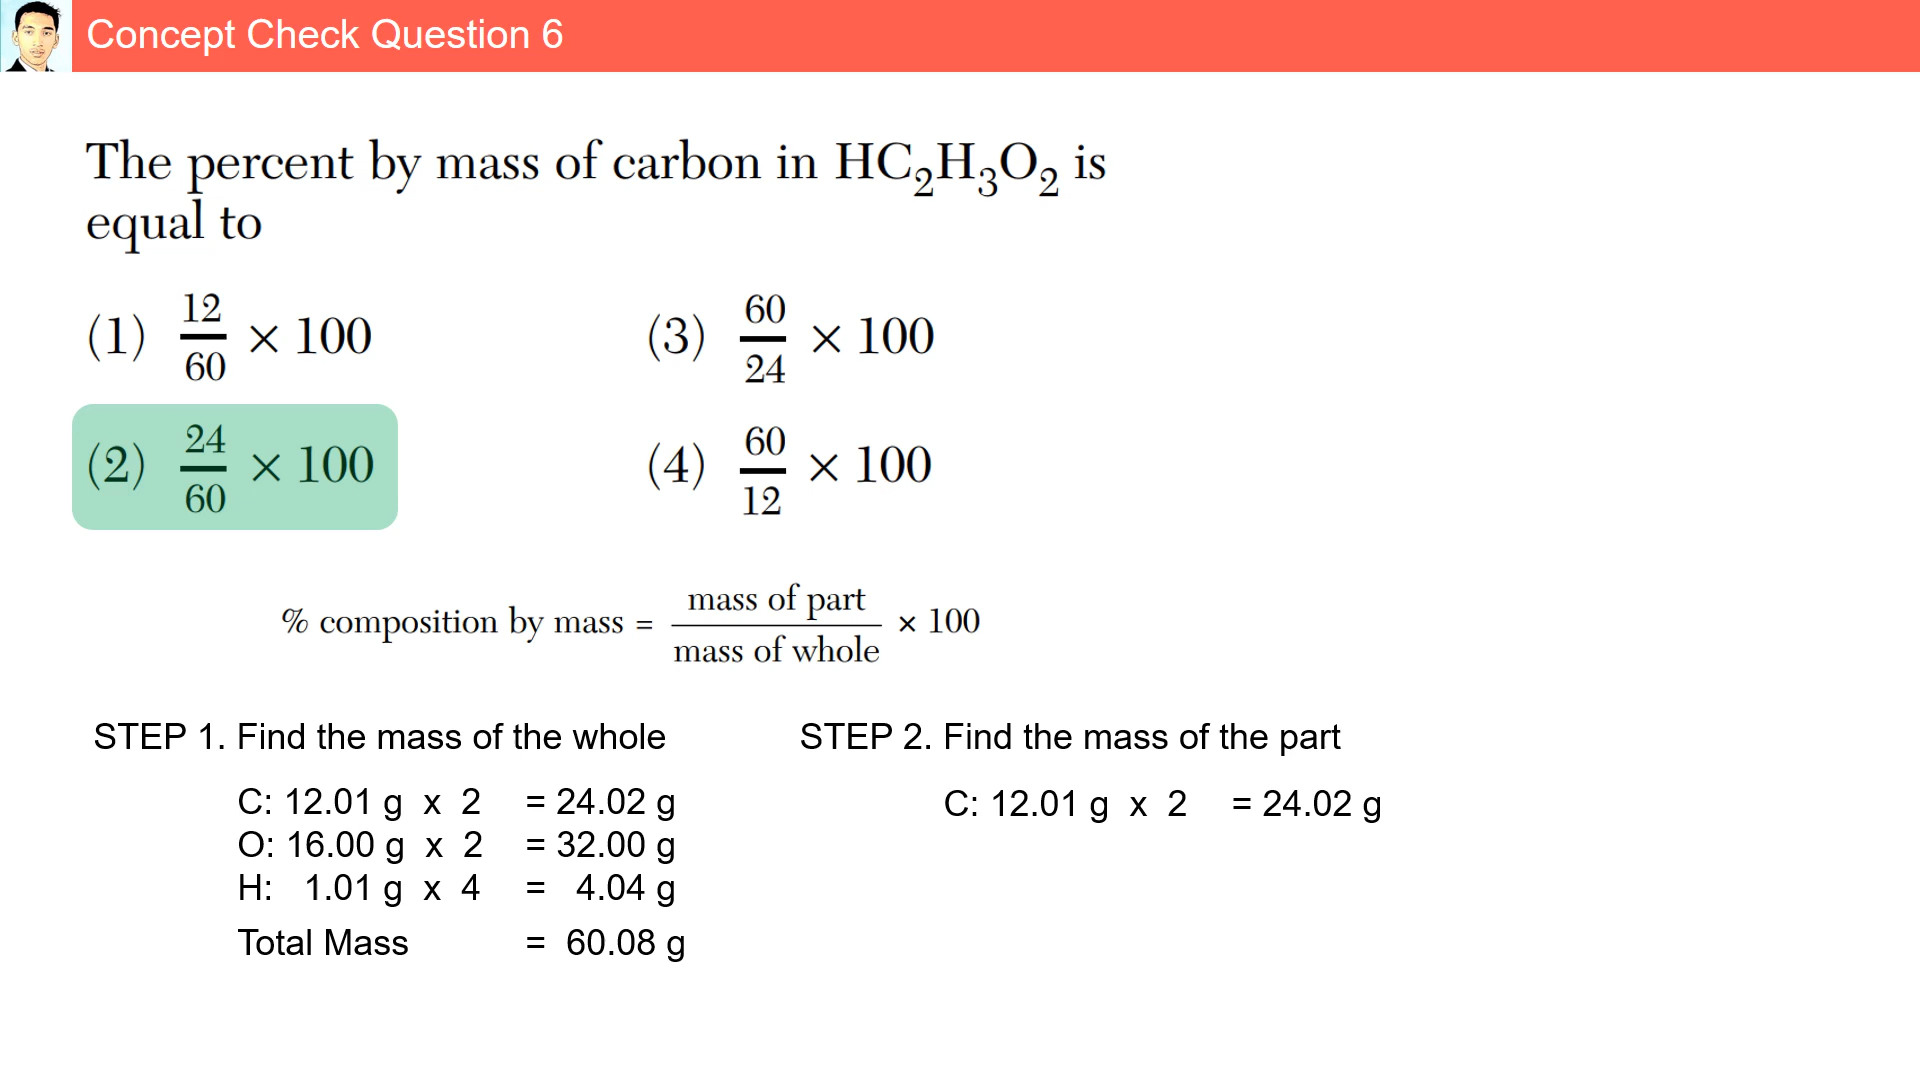 Concept Check Question 6
The percent by mass of carbon in HC₂H₃O₂ is
equal to
(1) 12/60 × 100
(3) 60/24 × 100
(2) 24/60 × 100
(4) 60/12 × 100
% composition by mass = mass of part / mass of whole × 100
STEP 1. Find the mass of the whole
STEP 2. Find the mass of the part
C: 12.01 g x 2 = 24.02 g
C: 12.01 g x 2 = 24.02 g
O: 16.00 g x 2 = 32.00 g
H: 1.01 g x 4 = 4.04 g
Total Mass = 60.08 g